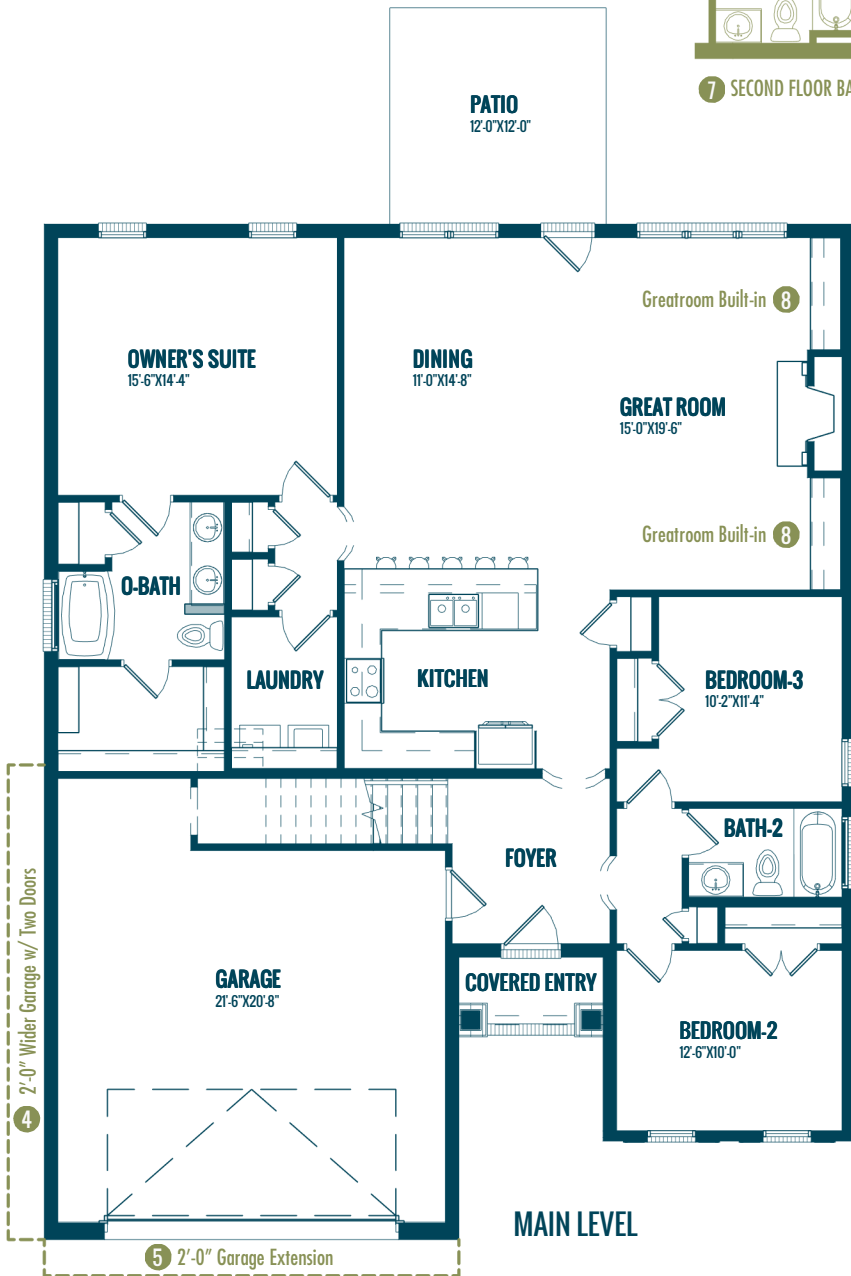 7 SECOND FLOOR BA
PATIO
12'-0"X12'-0"
Greatroom Built-in 8
OWNER'S SUITE
15'-6"X14'-4"
DINING
11'-0"X14'-8"
GREAT ROOM
15'-0"X19'-6"
Greatroom Built-in 8
O-BATH
LAUNDRY
KITCHEN
BEDROOM-3
10'-2"X11'-4"
BATH-2
FOYER
4 2'-0" Wider Garage w/ Two Doors
GARAGE
21'-6"X20'-8"
COVERED ENTRY
BEDROOM-2
12'-6"X10'-0"
MAIN LEVEL
5 2'-0" Garage Extension